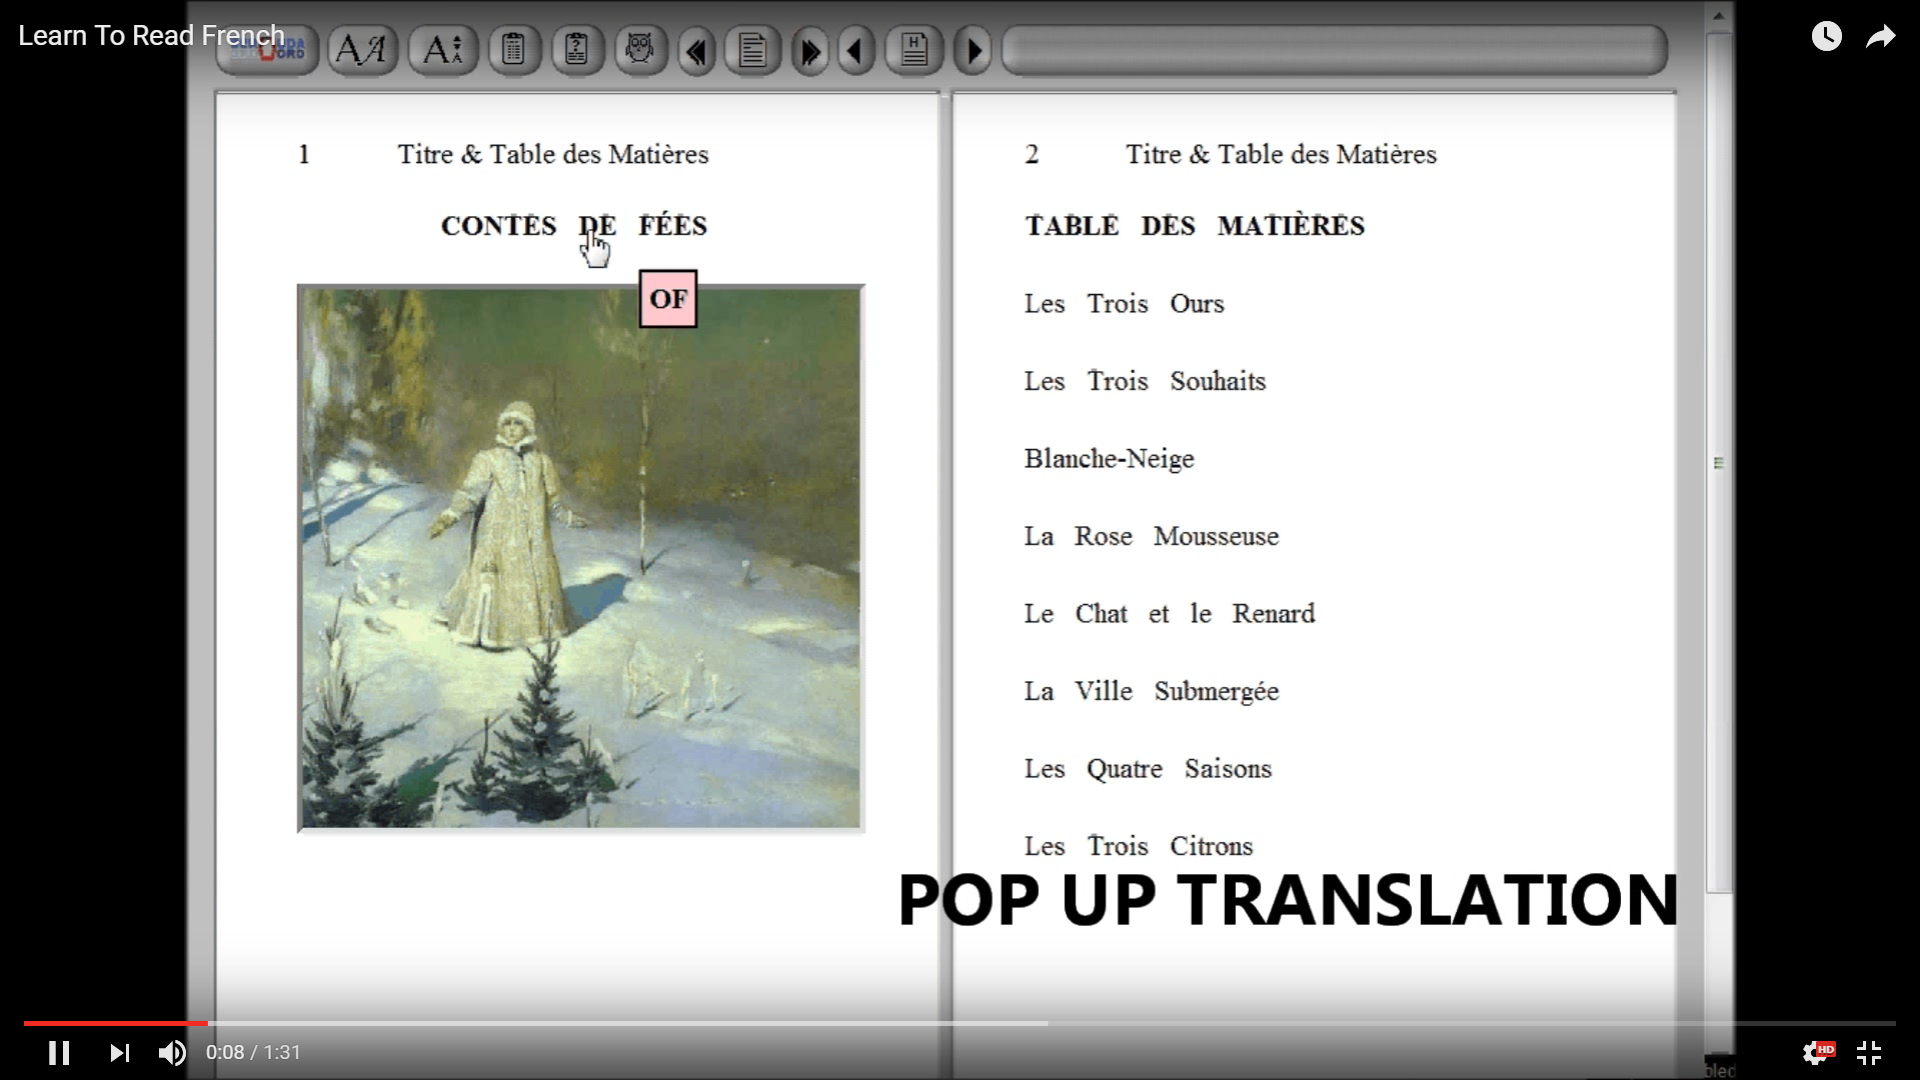 Learn To Read French
AA A
H
1 Titre & Table des Matières
CONTES DE FÉES
OF
2 Titre & Table des Matières
TABLE DES MATIÈRES
Les Trois Ours
Les Trois Souhaits
Blanche-Neige
La Rose Mousseuse
Le Chat et le Renard
La Ville Submergée
Les Quatre Saisons
Les Trois Citrons
POP UP TRANSLATION
0:08 / 1:31
HD